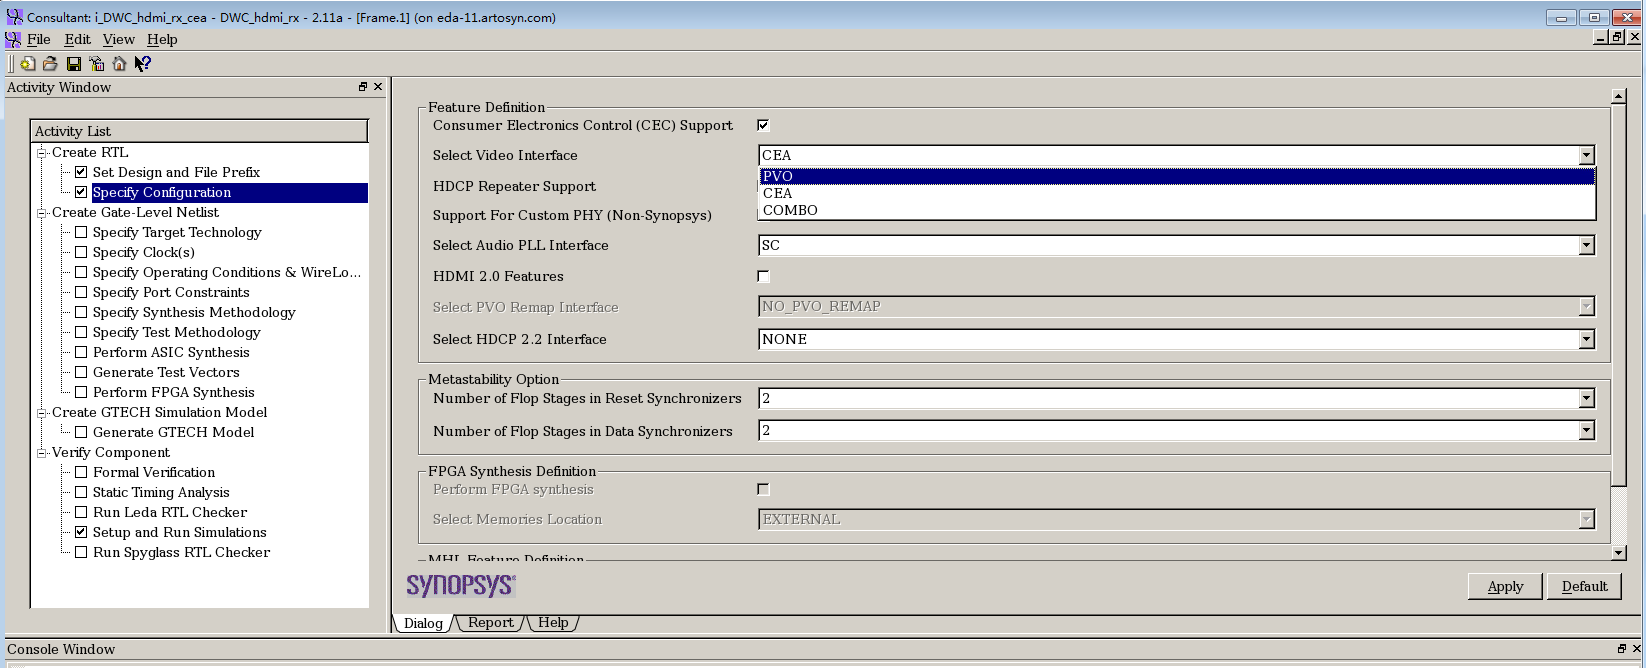 Consultant: i_DWC_hdmi_rx_cea - DWC_hdmi_rx - 2.11a - [Frame.1] (on eda-11.artosyn.com)
File Edit View Help
Activity Window
Activity List
Create RTL
Set Design and File Prefix
Specify Configuration
Create Gate-Level Netlist
Specify Target Technology
Specify Clock(s)
Specify Operating Conditions & WireLo...
Specify Port Constraints
Specify Synthesis Methodology
Specify Test Methodology
Perform ASIC Synthesis
Generate Test Vectors
Perform FPGA Synthesis
Create GTECH Simulation Model
Generate GTECH Model
Verify Component
Formal Verification
Static Timing Analysis
Run Leda RTL Checker
Setup and Run Simulations
Run Spyglass RTL Checker
Feature Definition
Consumer Electronics Control (CEC) Support
Select Video Interface CEA
PVO
CEA
COMBO
HDCP Repeater Support
Support For Custom PHY (Non-Synopsys)
Select Audio PLL Interface SC
HDMI 2.0 Features
Select PVO Remap Interface NO_PVO_REMAP
Select HDCP 2.2 Interface NONE
Metastability Option
Number of Flop Stages in Reset Synchronizers 2
Number of Flop Stages in Data Synchronizers 2
FPGA Synthesis Definition
Perform FPGA synthesis
Select Memories Location EXTERNAL
MHL Feature Definition
SYNOPSYS
Apply Default
Dialog Report Help
Console Window